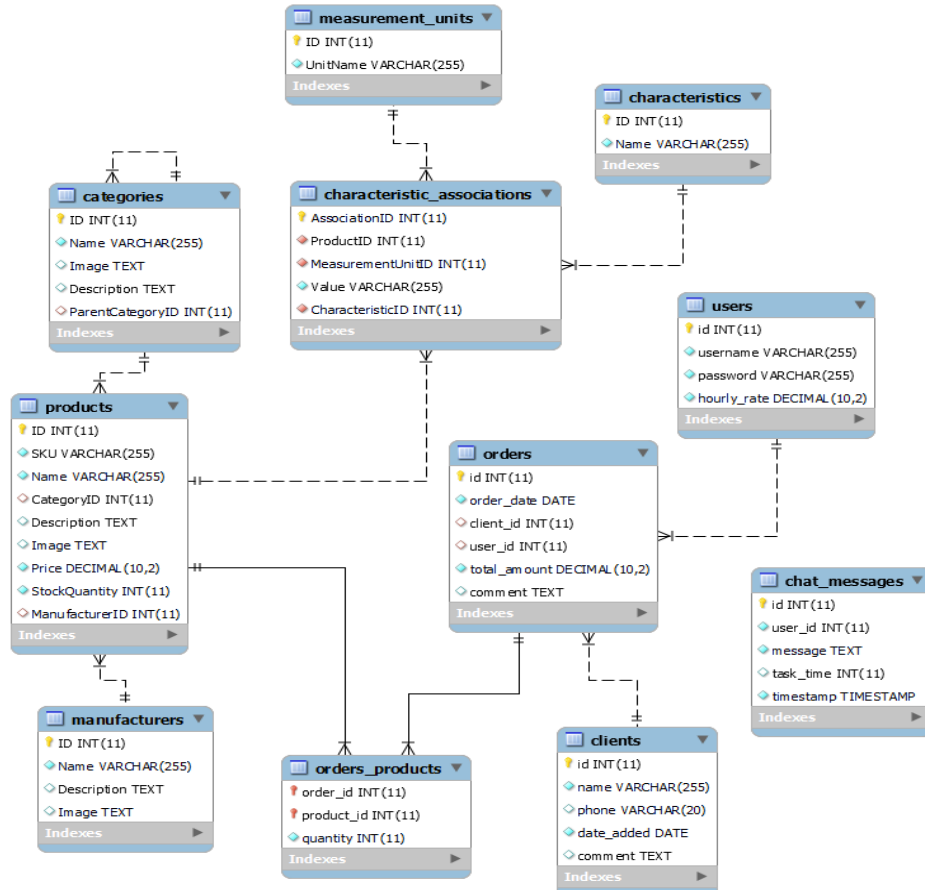 measurement_units
ID INT(11)
UnitName VARCHAR(255)
Indexes
characteristics
ID INT(11)
Name VARCHAR(255)
Indexes
categories
ID INT(11)
Name VARCHAR(255)
Image TEXT
Description TEXT
ParentCategoryID INT(11)
Indexes
characteristic_associations
AssociationID INT(11)
ProductID INT(11)
MeasurementUnitID INT(11)
Value VARCHAR(255)
CharacteristicID INT(11)
Indexes
users
id INT(11)
username VARCHAR(255)
password VARCHAR(255)
hourly_rate DECIMAL(10,2)
Indexes
products
ID INT(11)
SKU VARCHAR(255)
Name VARCHAR(255)
CategoryID INT(11)
Description TEXT
Image TEXT
Price DECIMAL(10,2)
StockQuantity INT(11)
ManufacturerID INT(11)
Indexes
orders
id INT(11)
order_date DATE
client_id INT(11)
user_id INT(11)
total_amount DECIMAL(10,2)
comment TEXT
Indexes
chat_messages
id INT(11)
user_id INT(11)
message TEXT
task_time INT(11)
timestamp TIMESTAMP
Indexes
manufacturers
ID INT(11)
Name VARCHAR(255)
Description TEXT
Image TEXT
Indexes
orders_products
order_id INT(11)
product_id INT(11)
quantity INT(11)
Indexes
clients
id INT(11)
name VARCHAR(255)
phone VARCHAR(20)
date_added DATE
comment TEXT
Indexes